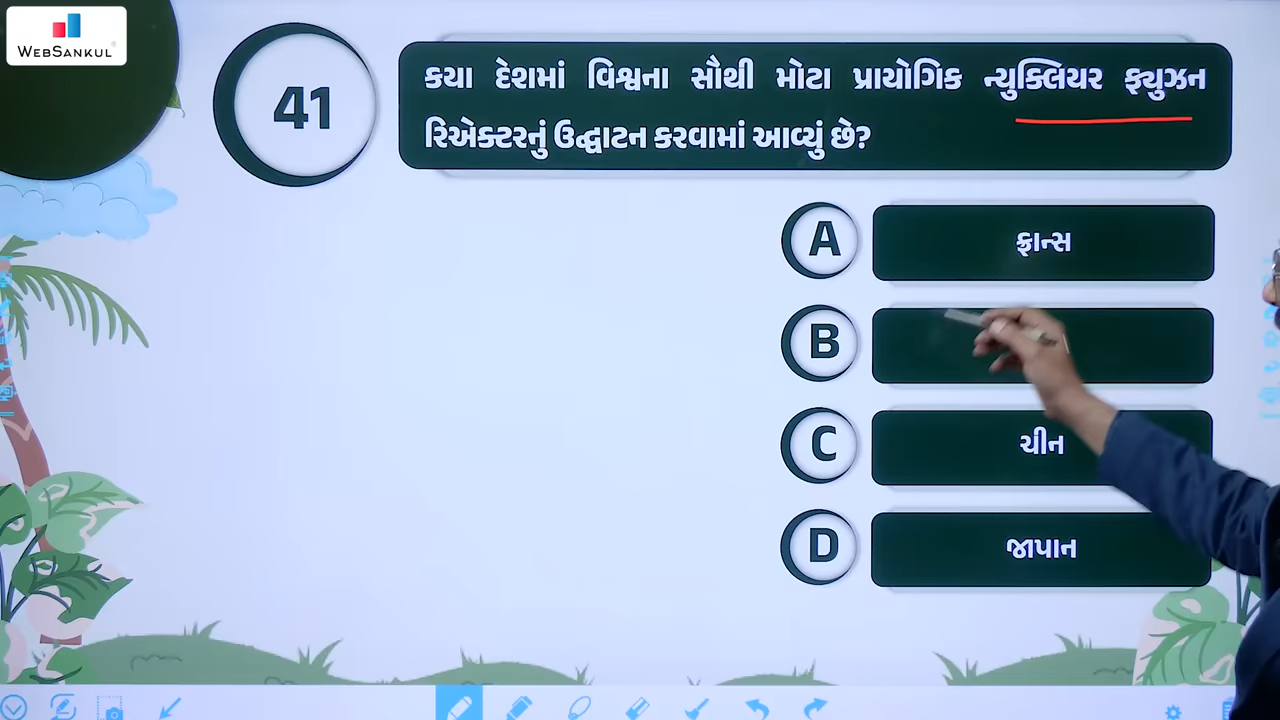 WEBSANKUL
41
કયા દેશમાં વિશ્વના સૌથી મોટા પ્રાયોગિક ન્યુક્લિયર ફ્યુઝન
રિએક્ટરનું ઉદ્ઘાટન કરવામાં આવ્યું છે?
A
ફ્રાન્સ
B
C
ચીન
D
જાપાન